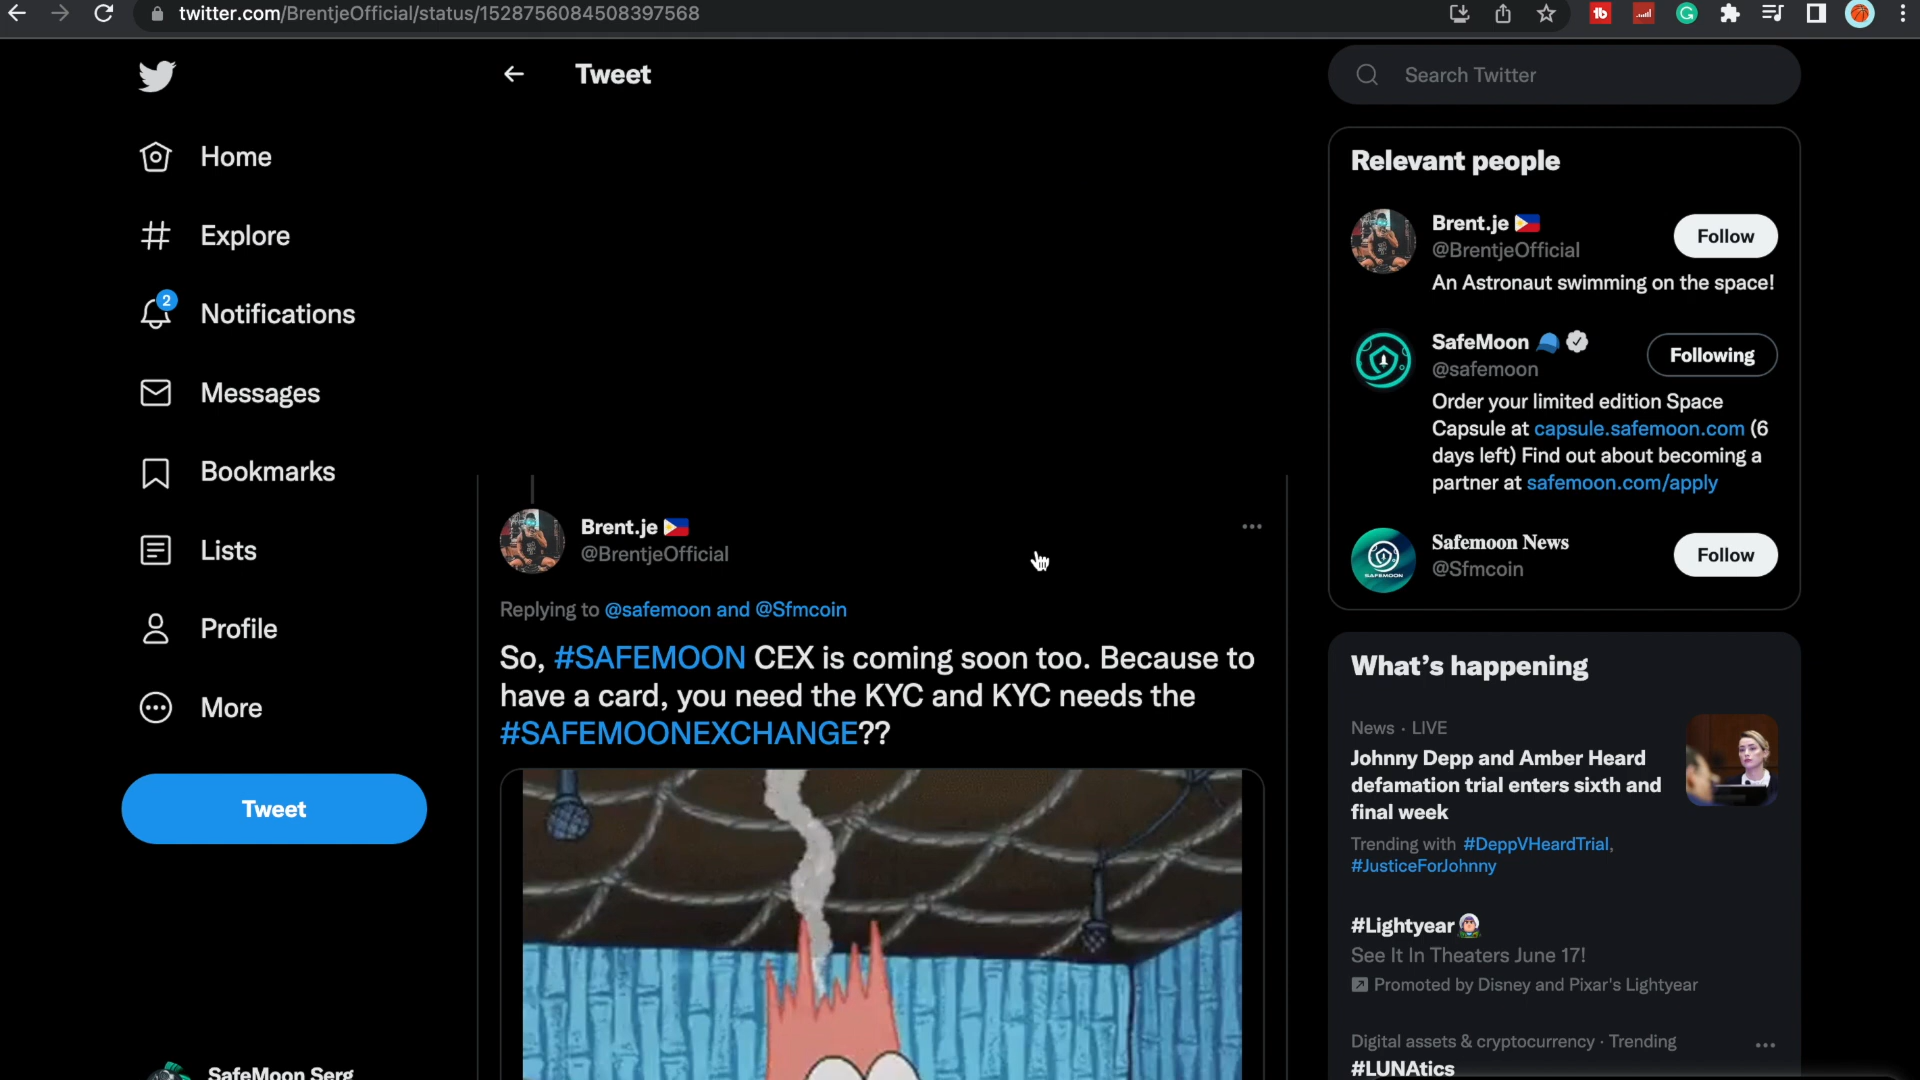 twitter.com/BrentjeOfficial/status/1528756084508397568
Tweet
Search Twitter
Home
Explore
2
Notifications
Messages
Bookmarks
Lists
Profile
More
Tweet
SafeMoon Serg
Brent.je
@BrentjeOfficial
Replying to @safemoon and @Sfmcoin
So, #SAFEMOON CEX is coming soon too. Because to
have a card, you need the KYC and KYC needs the
#SAFEMOONEXCHANGE??
Relevant people
Brent.je
@BrentjeOfficial
Follow
An Astronaut swimming on the space!
SafeMoon
@safemoon
Following
Order your limited edition Space
Capsule at capsule.safemoon.com (6
days left) Find out about becoming a
partner at safemoon.com/apply
SAFEMOON
Safemoon News
@Sfmcoin
Follow
What's happening
News · LIVE
Johnny Depp and Amber Heard
defamation trial enters sixth and
final week
Trending with #DeppVHeardTrial,
#JusticeForJohnny
#Lightyear
See It In Theaters June 17!
Promoted by Disney and Pixar's Lightyear
Digital assets & cryptocurrency · Trending
#LUNAtics